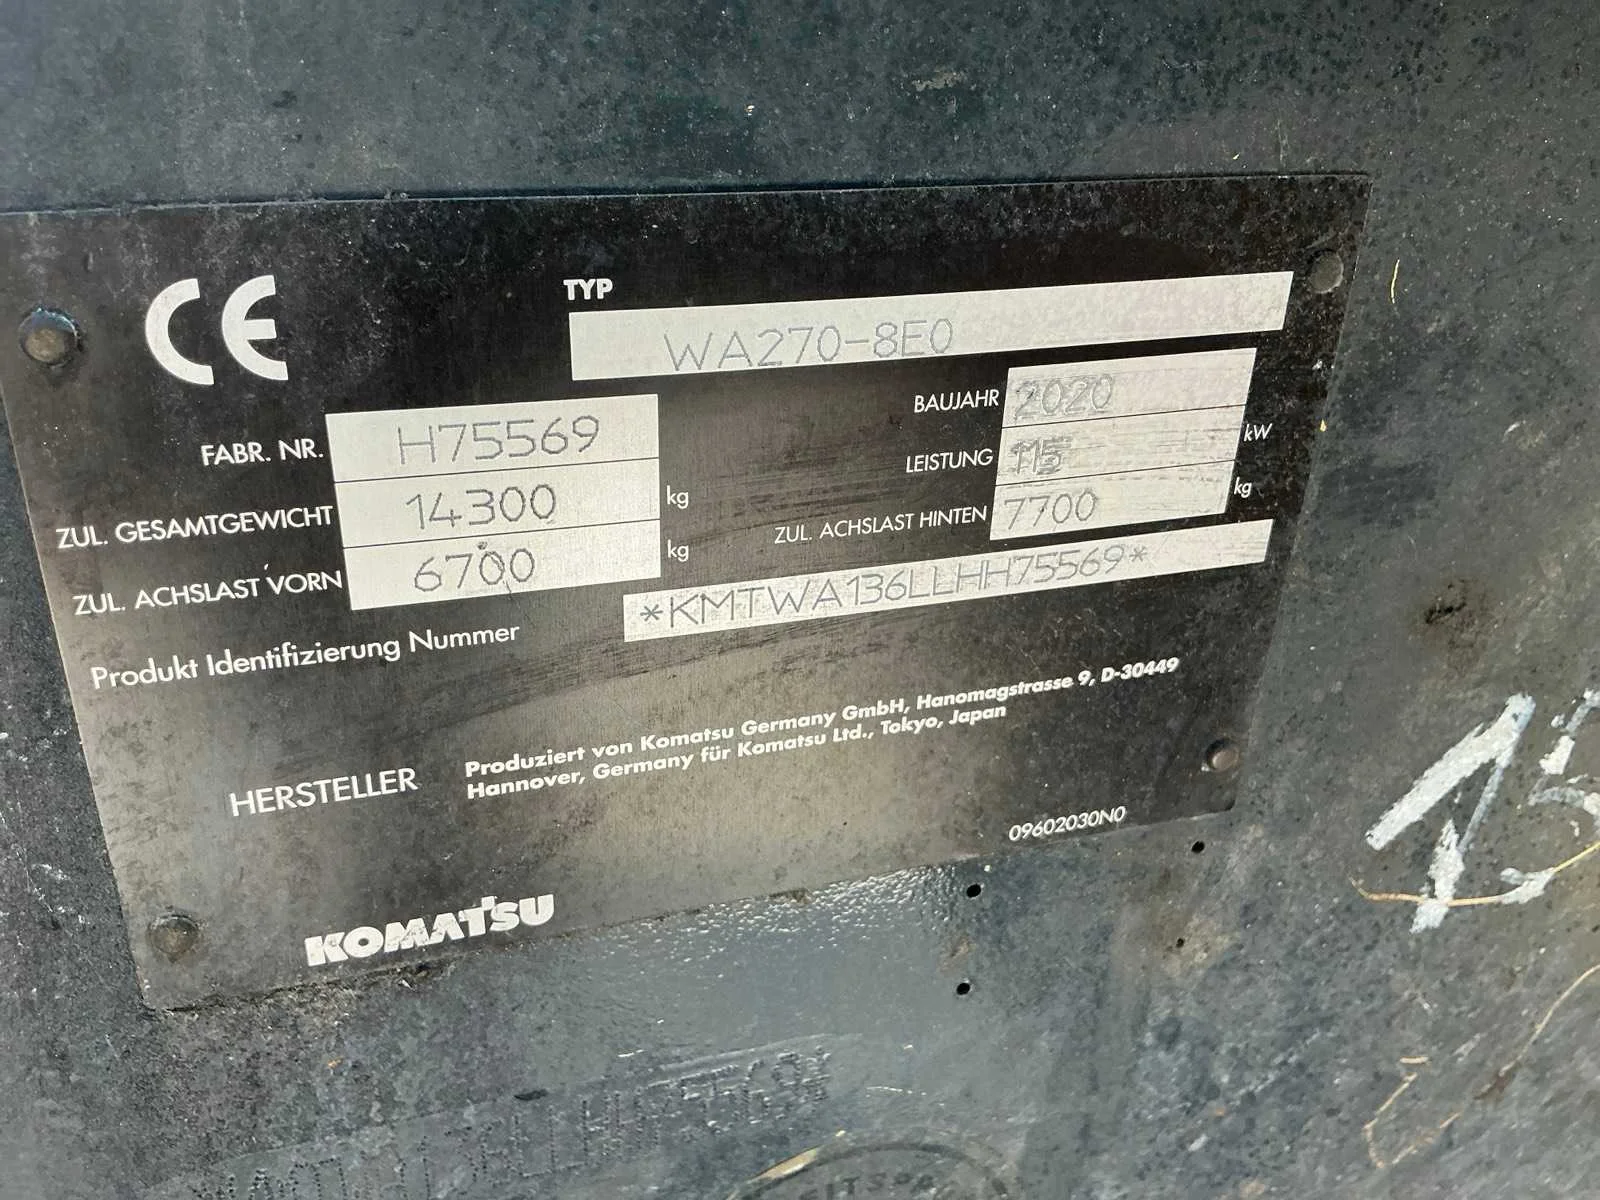 CE
TYP WA270-8E0
FABR. NR. H75569
BAUJAHR 2020
ZUL. GESAMTGEWICHT 14300 kg
LEISTUNG 115 kW
ZUL. ACHSLAST VORN 6700 kg
ZUL. ACHSLAST HINTEN 7700 kg
Produkt Identifizierung Nummer *KMTWA136LLHH75569*
HERSTELLER
Produziert von Komatsu Germany GmbH, Hanomagstrasse 9, D-30449
Hannover, Germany für Komatsu Ltd., Tokyo, Japan
09602030N0
KOMATSU
15